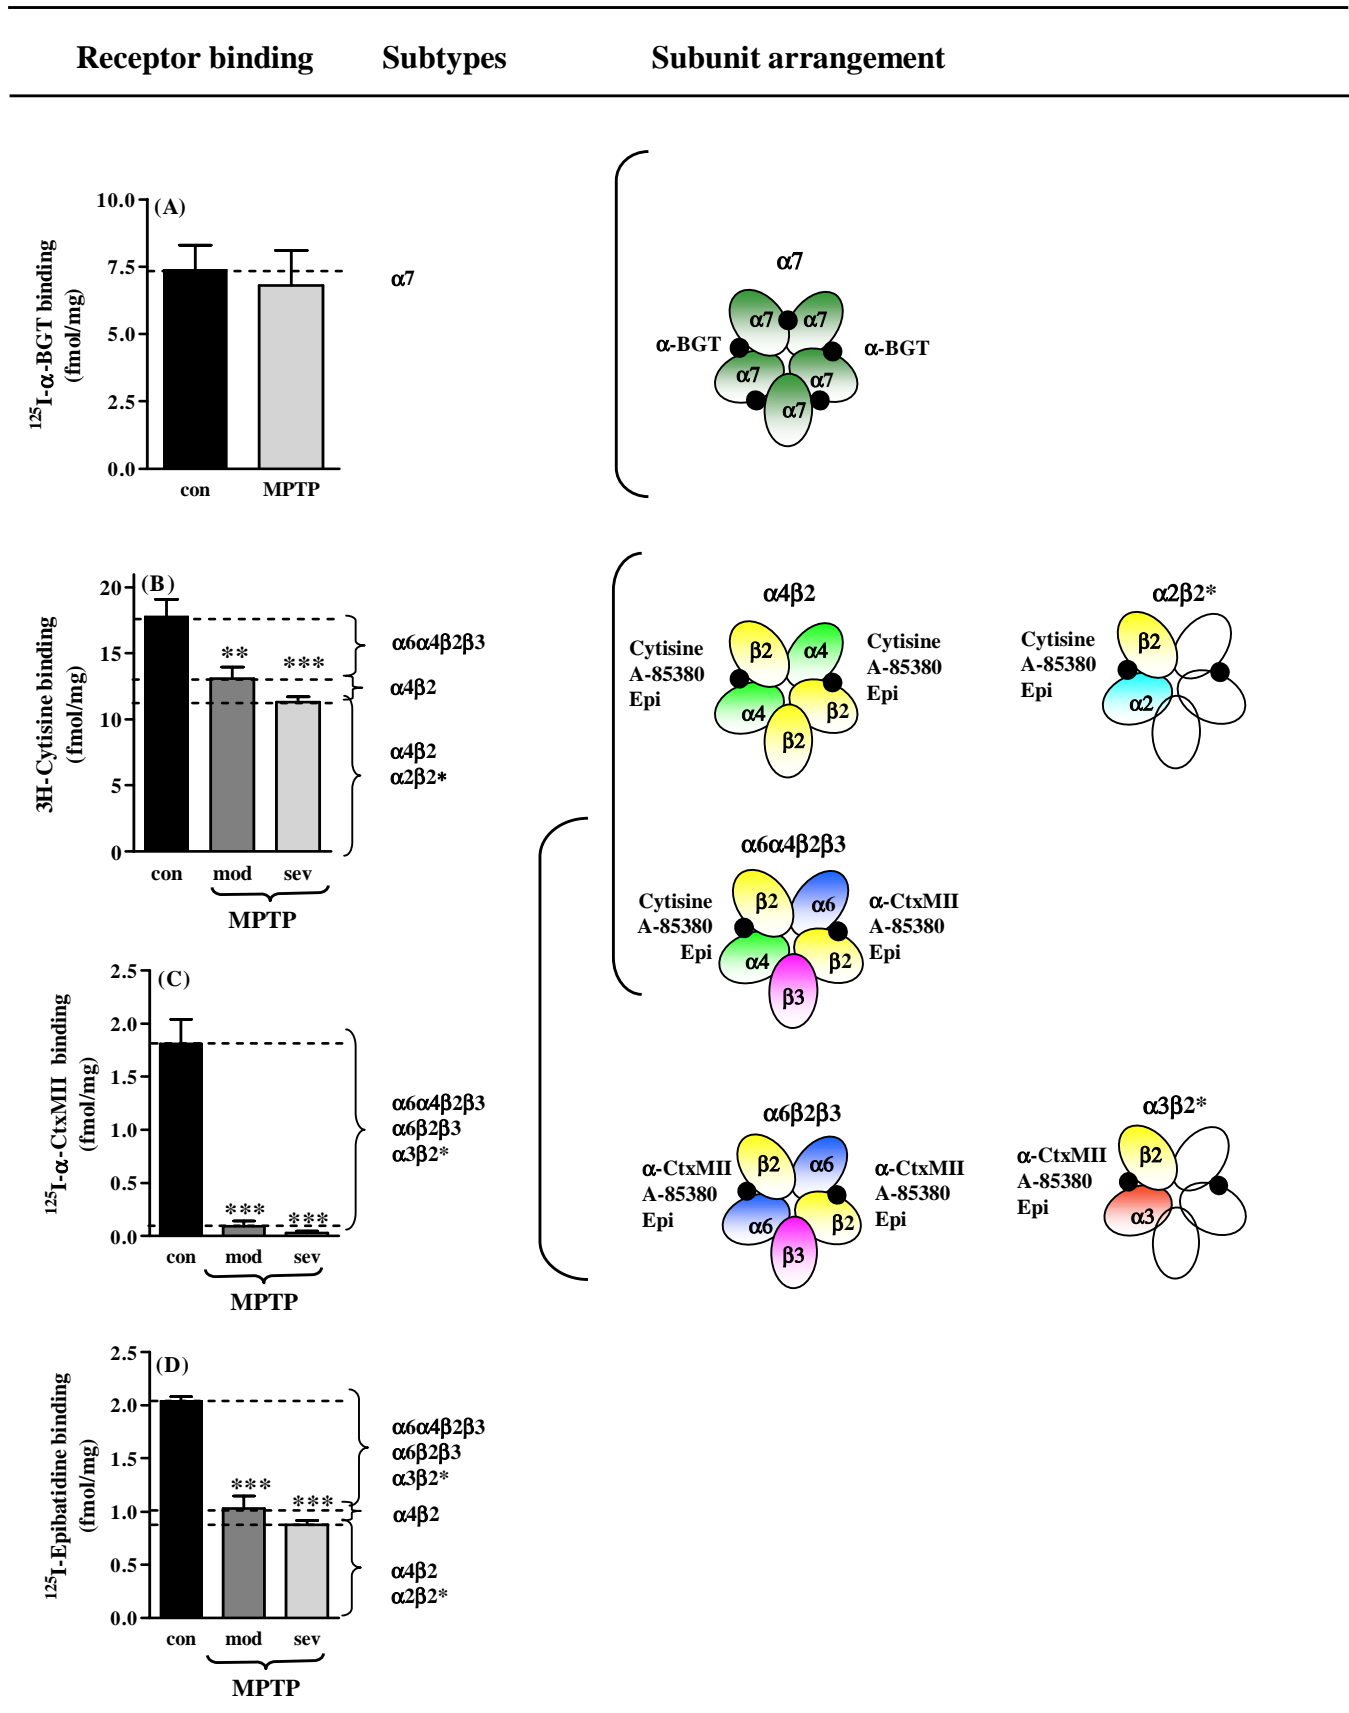 Receptor binding Subtypes Subunit arrangement
(A)
¹²⁵I-α-BGT binding
(fmol/mg)
10.0
7.5
5.0
2.5
0.0
con MPTP
α7
α7
α7 α7
α-BGT α-BGT
α7 α7
α7
(B)
3H-Cytisine binding
(fmol/mg)
20
15
10
5
0
** ***
con mod sev
MPTP
α6α4β2β3
α4β2
α4β2
α2β2*
α4β2
Cytisine
A-85380
Epi
β2 α4
α4 β2
β2
Cytisine
A-85380
Epi
α2β2*
Cytisine
A-85380
Epi
β2
α2
α6α4β2β3
Cytisine
A-85380
Epi
β2 α6
α4 β2
β3
α-CtxMII
A-85380
Epi
(C)
¹²⁵I-α-CtxMII binding
(fmol/mg)
2.5
2.0
1.5
1.0
0.5
0.0
*** ***
con mod sev
MPTP
α6α4β2β3
α6β2β3
α3β2*
α6β2β3
α-CtxMII
A-85380
Epi
β2 α6
α6 β2
β3
α-CtxMII
A-85380
Epi
α3β2*
α-CtxMII
A-85380
Epi
β2
α3
(D)
¹²⁵I-Epibatidine binding
(fmol/mg)
2.5
2.0
1.5
1.0
0.5
0.0
*** ***
con mod sev
MPTP
α6α4β2β3
α6β2β3
α3β2*
α4β2
α4β2
α2β2*